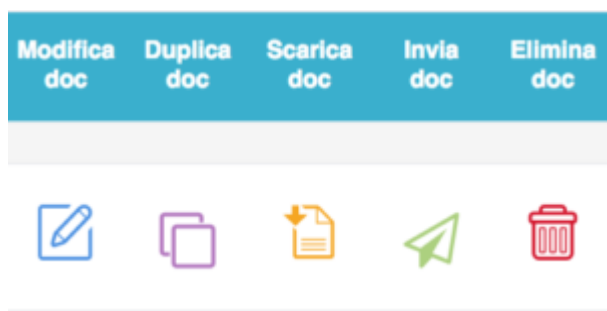 Modifica doc
Duplica doc
Scarica doc
Invia doc
Elimina doc